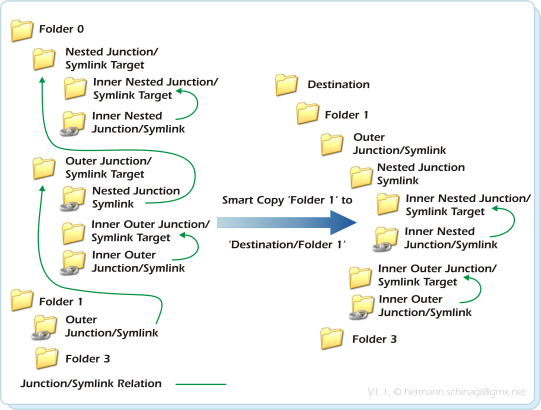 Folder 0
Nested Junction/
Symlink Target
Inner Nested Junction/
Symlink Target
Inner Nested
Junction/Symlink
Outer Junction/
Symlink Target
Nested Junction
Symlink
Inner Outer Junction/
Symlink Target
Inner Outer
Junction/Symlink
Folder 1
Outer
Junction/Symlink
Folder 3
Junction/Symlink Relation
Smart Copy 'Folder 1' to
'Destination/Folder 1'
Destination
Folder 1
Outer
Junction/Symlink
Nested Junction
Symlink
Inner Nested Junction/
Symlink Target
Inner Nested
Junction/Symlink
Inner Outer Junction/
Symlink Target
Inner Outer
Junction/Symlink
Folder 3
V1.1, © hermann.schinagl@gmx.net